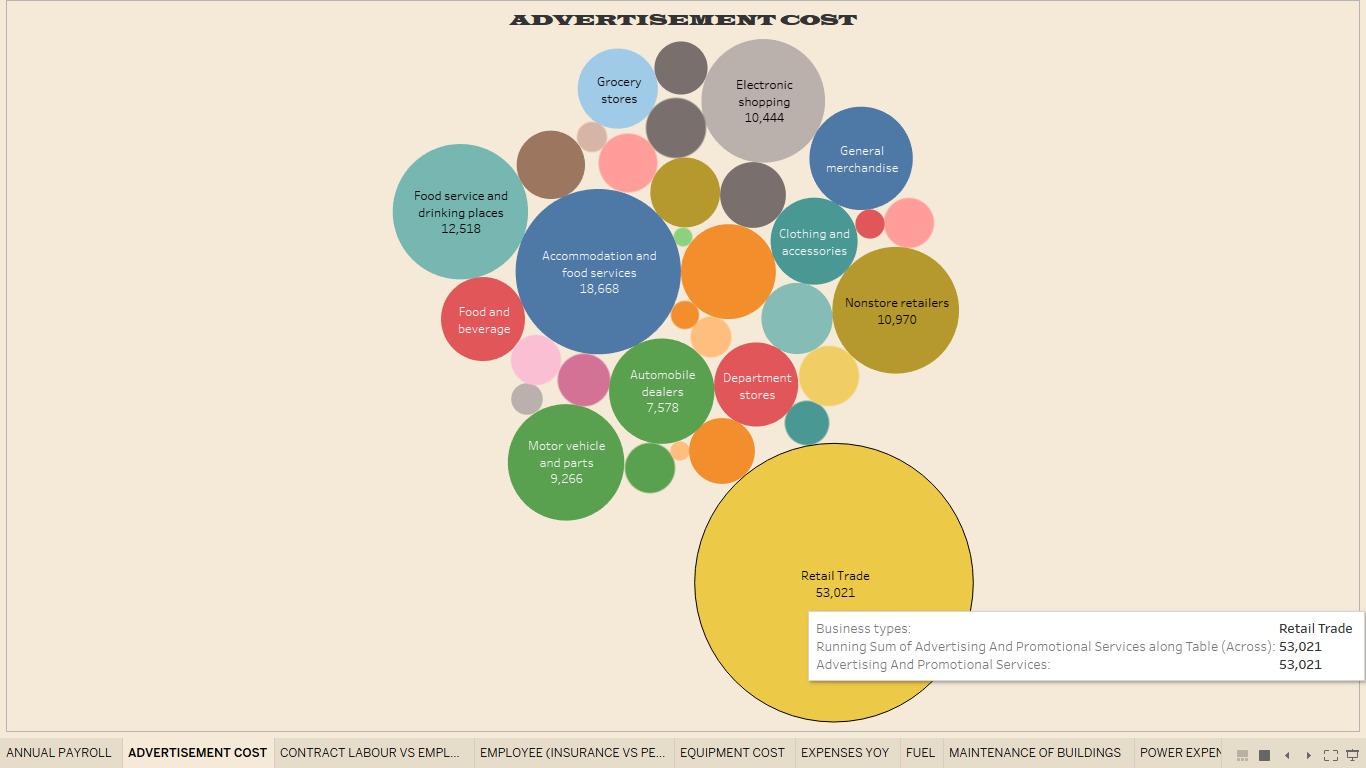 ADVERTISEMENT COST
Grocery
stores
Electronic
shopping
10,444
General
merchandise
Food service and
drinking places
12,518
Clothing and
accessories
Accommodation and
food services
18,668
Nonstore retailers
10,970
Food and
beverage
Automobile
dealers
7,578
Department
stores
Motor vehicle
and parts
9,266
Retail Trade
53,021
Business types: Retail Trade
Running Sum of Advertising And Promotional Services along Table (Across): 53,021
Advertising And Promotional Services: 53,021
ANNUAL PAYROLL ADVERTISEMENT COST CONTRACT LABOUR VS EMPL... EMPLOYEE (INSURANCE VS PE... EQUIPMENT COST EXPENSES YOY FUEL MAINTENANCE OF BUILDINGS POWER EXPEN